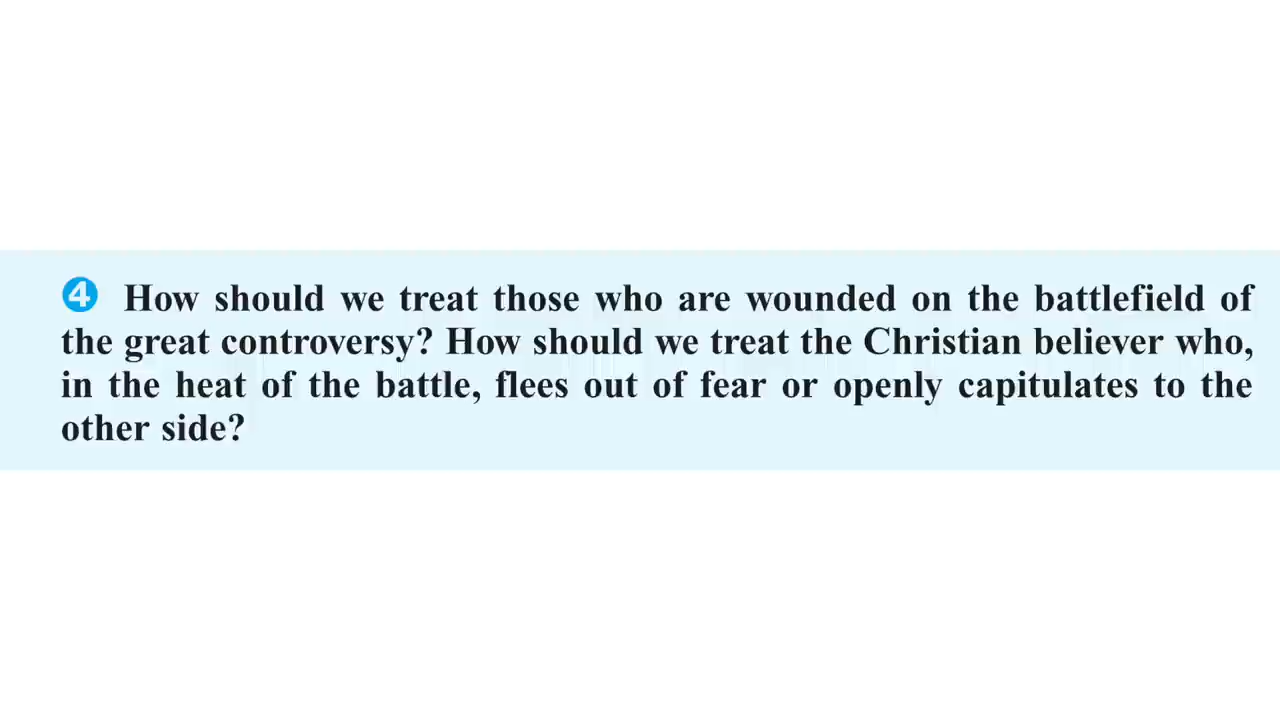 4 How should we treat those who are wounded on the battlefield of
the great controversy? How should we treat the Christian believer who,
in the heat of the battle, flees out of fear or openly capitulates to the
other side?